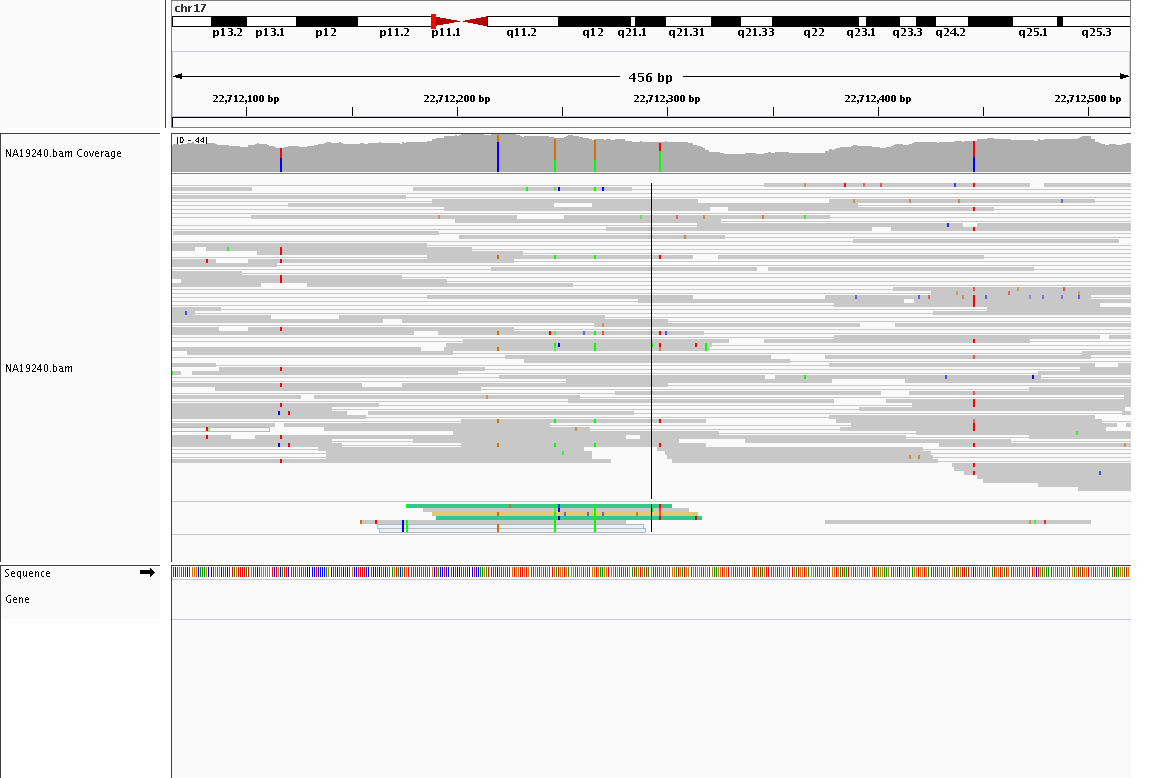 chr17
p13.2 p13.1 p12 p11.2 p11.1 q11.2 q12 q21.1 q21.31 q21.33 q22 q23.1 q23.3 q24.2 q25.1 q25.3
456 bp
22,712,100 bp 22,712,200 bp 22,712,300 bp 22,712,400 bp 22,712,500 bp
[0 - 44]
NA19240.bam Coverage
NA19240.bam
Sequence
Gene